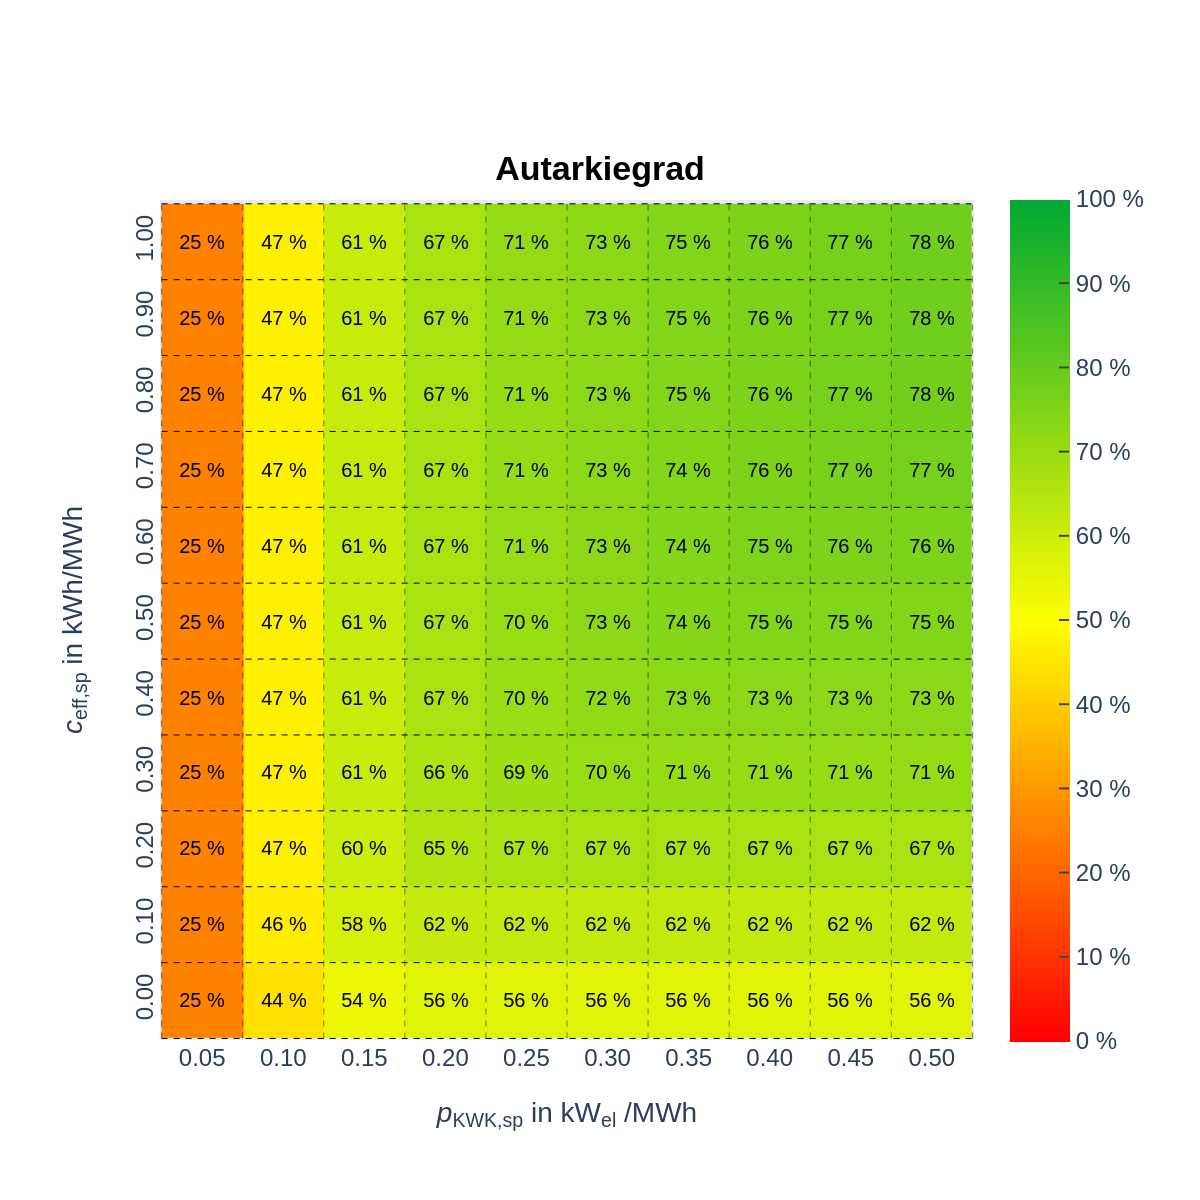 Autarkiegrad
1.00 25 % 47 % 61 % 67 % 71 % 73 % 75 % 76 % 77 % 78 %
0.90 25 % 47 % 61 % 67 % 71 % 73 % 75 % 76 % 77 % 78 %
0.80 25 % 47 % 61 % 67 % 71 % 73 % 75 % 76 % 77 % 78 %
0.70 25 % 47 % 61 % 67 % 71 % 73 % 74 % 76 % 77 % 77 %
0.60 25 % 47 % 61 % 67 % 71 % 73 % 74 % 75 % 76 % 76 %
0.50 25 % 47 % 61 % 67 % 70 % 73 % 74 % 75 % 75 % 75 %
0.40 25 % 47 % 61 % 67 % 70 % 72 % 73 % 73 % 73 % 73 %
0.30 25 % 47 % 61 % 66 % 69 % 70 % 71 % 71 % 71 % 71 %
0.20 25 % 47 % 60 % 65 % 67 % 67 % 67 % 67 % 67 % 67 %
0.10 25 % 46 % 58 % 62 % 62 % 62 % 62 % 62 % 62 % 62 %
0.00 25 % 44 % 54 % 56 % 56 % 56 % 56 % 56 % 56 % 56 %
0.05 0.10 0.15 0.20 0.25 0.30 0.35 0.40 0.45 0.50
pKWK,sp in kWel /MWh
ceff,sp in kWh/MWh
100 %
90 %
80 %
70 %
60 %
50 %
40 %
30 %
20 %
10 %
0 %